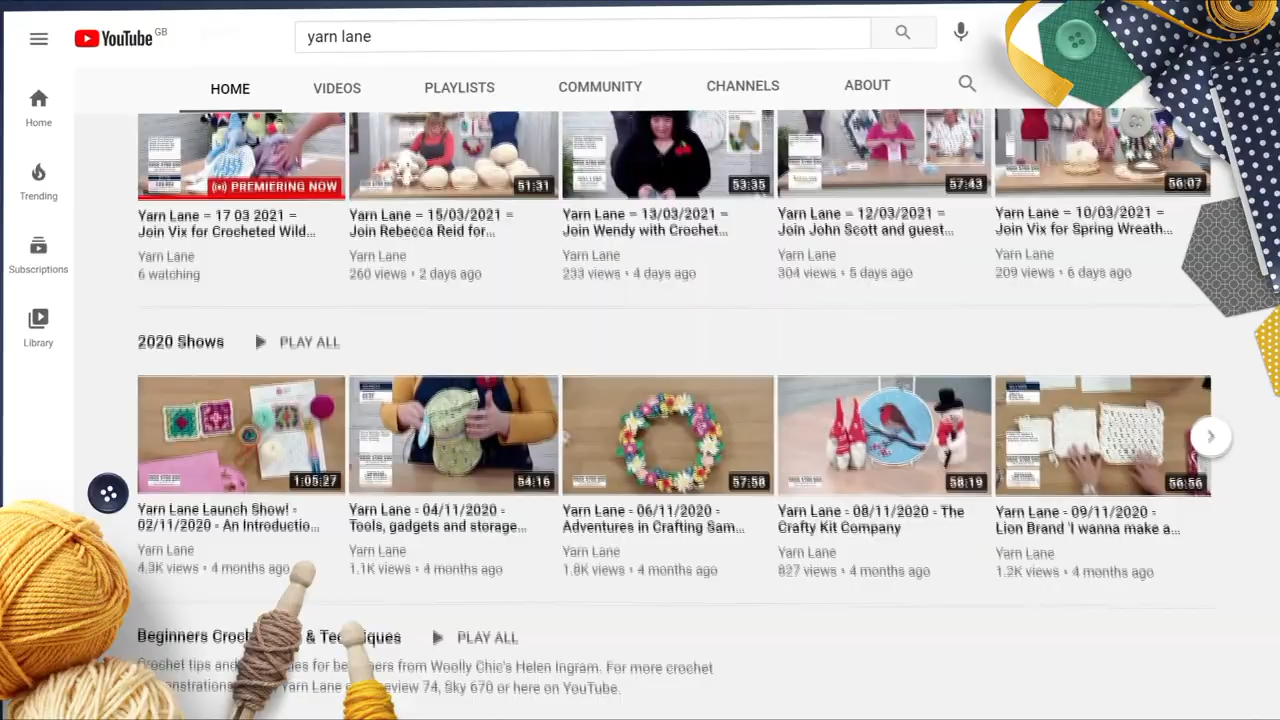 YouTube GB
yarn lane
HOME VIDEOS PLAYLISTS COMMUNITY CHANNELS ABOUT
Home
Trending
Subscriptions
Library
PREMIERING NOW 51:31 53:35 57:43 56:07
Yarn Lane - 17 03 2021 -
Join Vix for Crocheted Wild...
Yarn Lane
6 watching
Yarn Lane - 15/03/2021 -
Join Rebecca Reid for...
Yarn Lane
260 views • 2 days ago
Yarn Lane - 13/03/2021 -
Join Wendy with Crochet...
Yarn Lane
233 views • 4 days ago
Yarn Lane - 12/03/2021 -
Join John Scott and guest...
Yarn Lane
304 views • 5 days ago
Yarn Lane - 10/03/2021 -
Join Vix for Spring Wreath...
Yarn Lane
209 views • 6 days ago
2020 Shows PLAY ALL
1:05:27 54:16 57:58 58:19 56:56
Yarn Lane Launch Show! -
02/11/2020 - An Introductio...
Yarn Lane
4.3K views • 4 months ago
Yarn Lane - 04/11/2020 -
Tools, gadgets and storage...
Yarn Lane
1.1K views • 4 months ago
Yarn Lane - 06/11/2020 -
Adventures in Crafting Sam...
Yarn Lane
1.8K views • 4 months ago
Yarn Lane - 08/11/2020 - The
Crafty Kit Company
Yarn Lane
827 views • 4 months ago
Yarn Lane - 09/11/2020 -
Lion Brand 'I wanna make a...
Yarn Lane
1.2K views • 4 months ago
Beginners Croch & Techniques PLAY ALL
Crochet tips and for beginners from Woolly Chic's Helen Ingram. For more crochet
Yarn Lane 74, Sky 670 or here on YouTube.